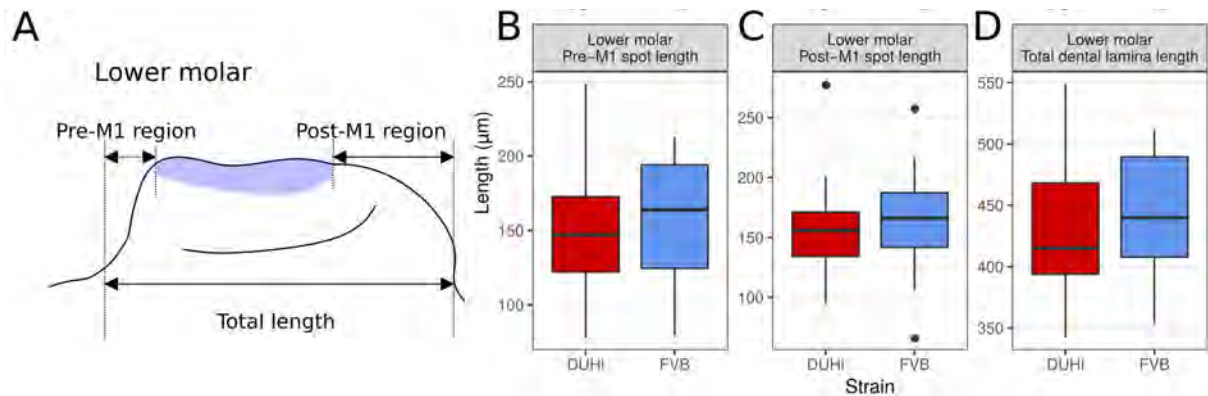 A
Lower molar
Pre-M1 region
Post-M1 region
Total length
B
Lower molar
Pre−M1 spot length
Length (µm)
250
200
150
100
DUHi
FVB
C
Lower molar
Post−M1 spot length
250
200
150
100
DUHi
FVB
Strain
D
Lower molar
Total dental lamina length
550
500
450
400
350
DUHi
FVB